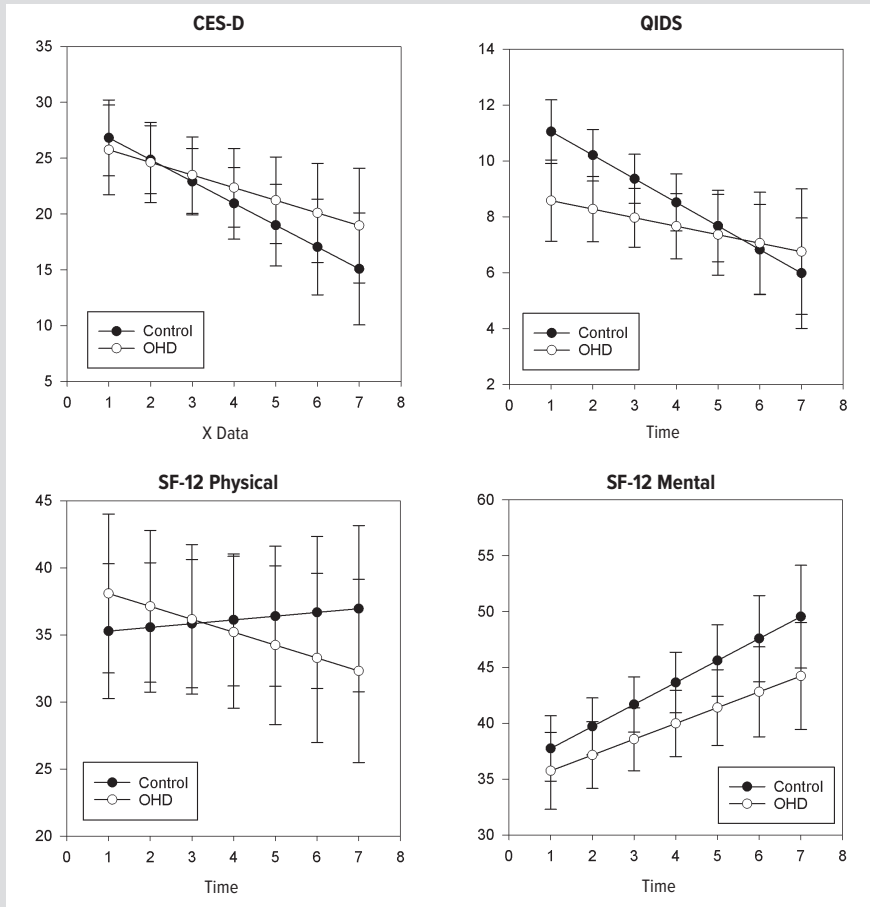 CES-D
35
30
25
20
15
10
5
Control
OHD
0 1 2 3 4 5 6 7 8
X Data
QIDS
14
12
10
8
6
4
2
Control
OHD
0 1 2 3 4 5 6 7 8
Time
SF-12 Physical
45
40
35
30
25
20
Control
OHD
0 1 2 3 4 5 6 7 8
Time
SF-12 Mental
60
55
50
45
40
35
30
Control
OHD
0 1 2 3 4 5 6 7 8
Time